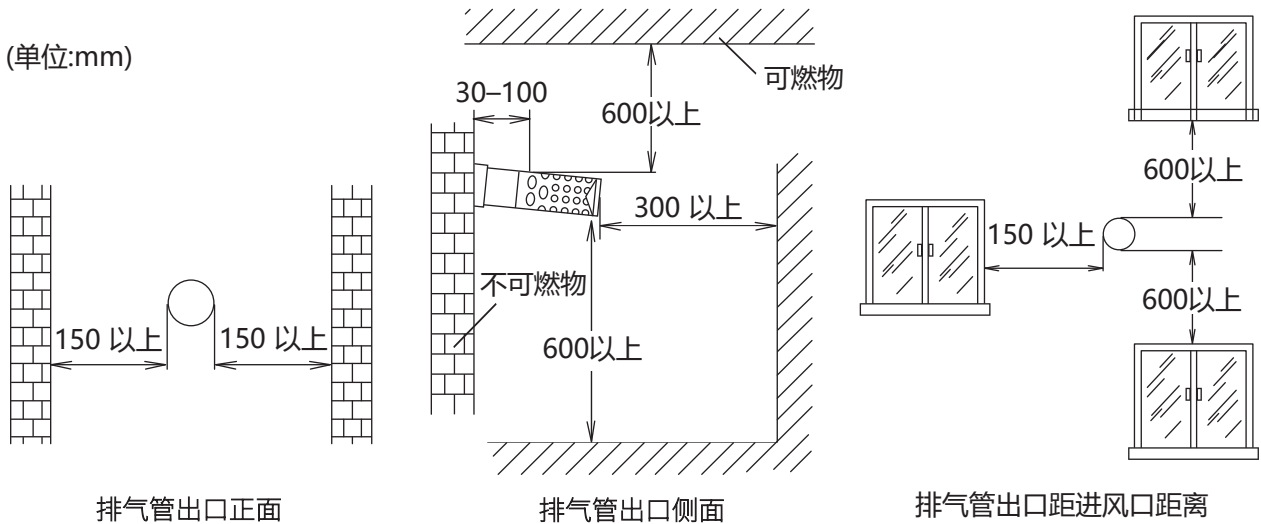 (单位:mm)
150 以上
150 以上
排气管出口正面
可燃物
30–100
600以上
300 以上
不可燃物
600以上
排气管出口侧面
600以上
150 以上
600以上
排气管出口距进风口距离